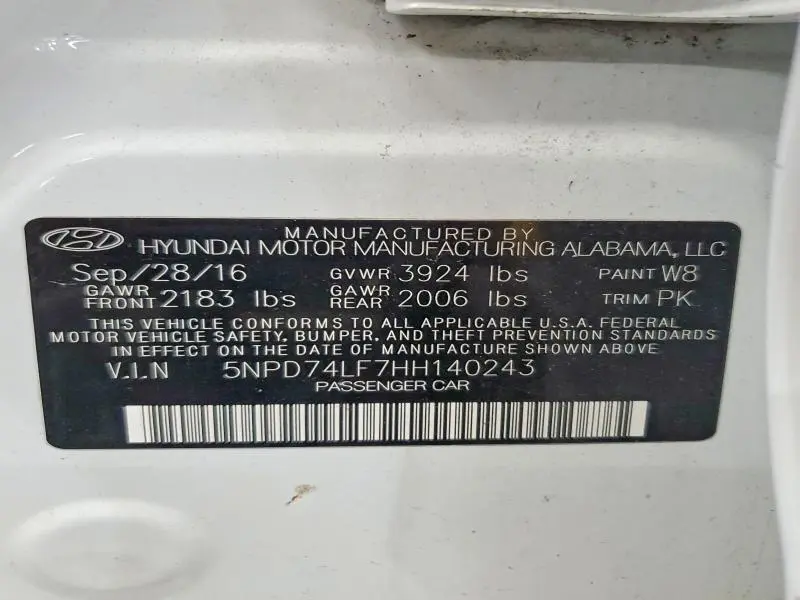 MANUFACTURED BY
HYUNDAI MOTOR MANUFACTURING ALABAMA, LLC
Sep/28/16 GVWR 3924 lbs PAINT W8
GAWR FRONT 2183 lbs GAWR REAR 2006 lbs TRIM PK
THIS VEHICLE CONFORMS TO ALL APPLICABLE U.S.A. FEDERAL
MOTOR VEHICLE SAFETY, BUMPER, AND THEFT PREVENTION STANDARDS
IN EFFECT ON THE DATE OF MANUFACTURE SHOWN ABOVE
V.I.N 5NPD74LF7HH140243
PASSENGER CAR